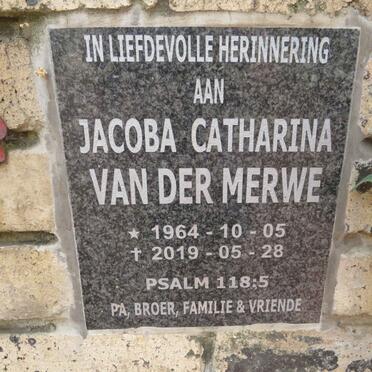 IN LIEFDEVOLLE HERINNERING
AAN
JACOBA CATHARINA
VAN DER MERWE
★ 1964 - 10 - 05
✝ 2019 - 05 - 28
PSALM 118:5
PA, BROER, FAMILIE & VRIENDE